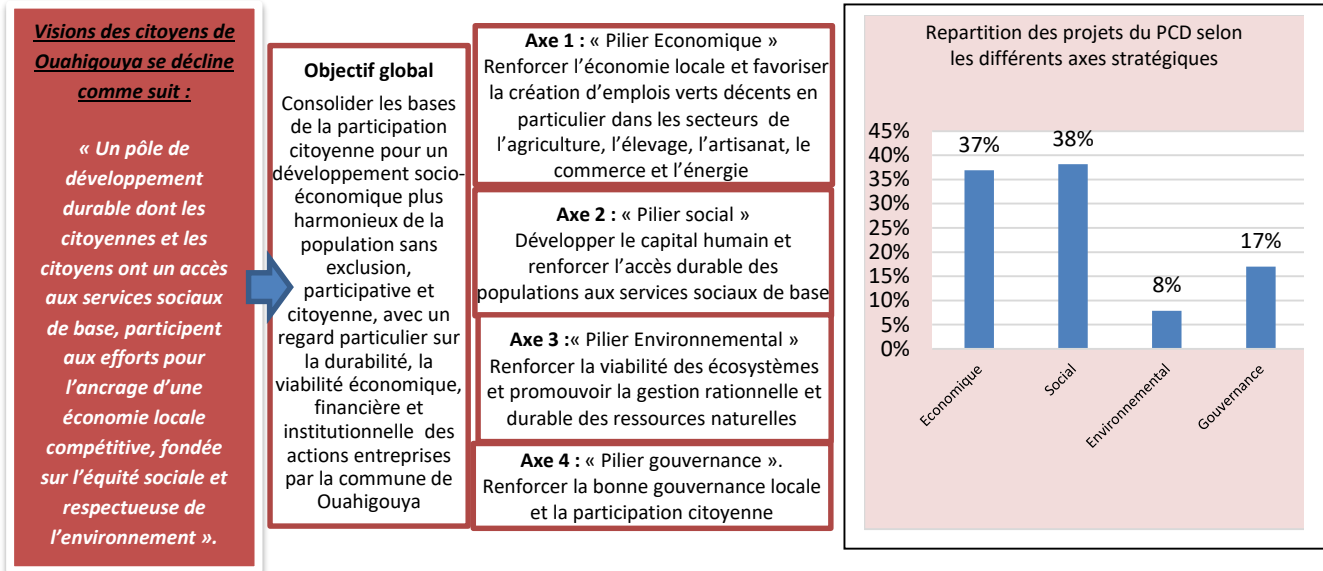 Visions des citoyens de
Ouahigouya se décline
comme suit :
« Un pôle de
développement
durable dont les
citoyennes et les
citoyens ont un accès
aux services sociaux
de base, participent
aux efforts pour
l’ancrage d’une
économie locale
compétitive, fondée
sur l’équité sociale et
respectueuse de
l’environnement ».
Objectif global
Consolider les bases
de la participation
citoyenne pour un
développement socio-
économique plus
harmonieux de la
population sans
exclusion,
participative et
citoyenne, avec un
regard particulier sur
la durabilité, la
viabilité économique,
financière et
institutionnelle des
actions entreprises
par la commune de
Ouahigouya
Axe 1 : « Pilier Economique »
Renforcer l’économie locale et favoriser
la création d’emplois verts décents en
particulier dans les secteurs de
l’agriculture, l’élevage, l’artisanat, le
commerce et l’énergie
Axe 2 : « Pilier social »
Développer le capital humain et
renforcer l’accès durable des
populations aux services sociaux de base
Axe 3 :« Pilier Environnemental »
Renforcer la viabilité des écosystèmes
et promouvoir la gestion rationnelle et
durable des ressources naturelles
Axe 4 : « Pilier gouvernance ».
Renforcer la bonne gouvernance locale
et la participation citoyenne
Repartition des projets du PCD selon
les différents axes stratégiques
45%
40%
35%
30%
25%
20%
15%
10%
5%
0%
37%
38%
8%
17%
Economique
Social
Environnemental
Gouvernance